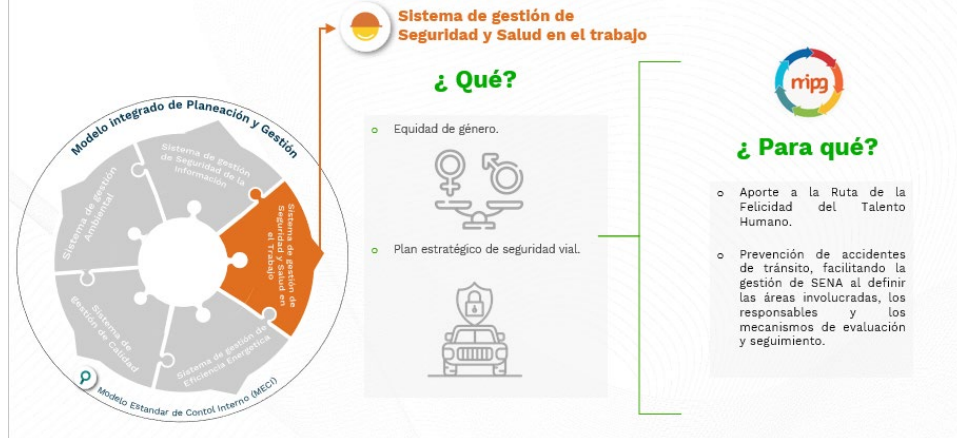 Sistema de gestión de
Seguridad y Salud en el trabajo
¿ Qué?
Equidad de género.
Plan estratégico de seguridad vial.
mipg
¿ Para qué?
Aporte a la Ruta de la
Felicidad del Talento
Humano.
Prevención de accidentes
de tránsito, facilitando la
gestión de SENA al definir
las áreas involucradas, los
responsables y los
mecanismos de evaluación
y seguimiento.
Modelo integrado de Planeación y Gestión
Sistema de gestión
de Seguridad de la
Información
Sistema de gestión de
Seguridad y Salud en
el Trabajo
Sistema de gestión de
Eficiencia Energética
Sistema de
gestión de Calidad
Sistema de gestión
Ambiental
Modelo Estandar de Contol Interno (MECI)